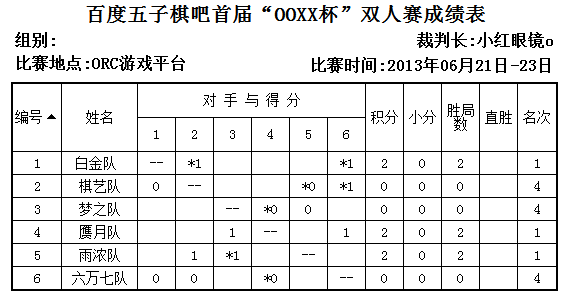 百度五子棋吧首届“OOXX杯”双人赛成绩表
组别: 裁判长:小红眼镜o
比赛地点:ORC游戏平台 比赛时间:2013年06月21日-23日
编号▲ 姓名 对手与得分 积分 小分 胜局数 直胜 名次
1 2 3 4 5 6
1 白金队 -- *1 *1 2 0 2 1
2 棋艺队 0 -- *0 *1 0 0 0 4
3 梦之队 -- *0 0 0 0 0 4
4 赝月队 1 -- 1 2 0 2 1
5 雨浓队 1 *1 -- 2 0 2 1
6 六万七队 0 0 *0 -- 0 0 0 4